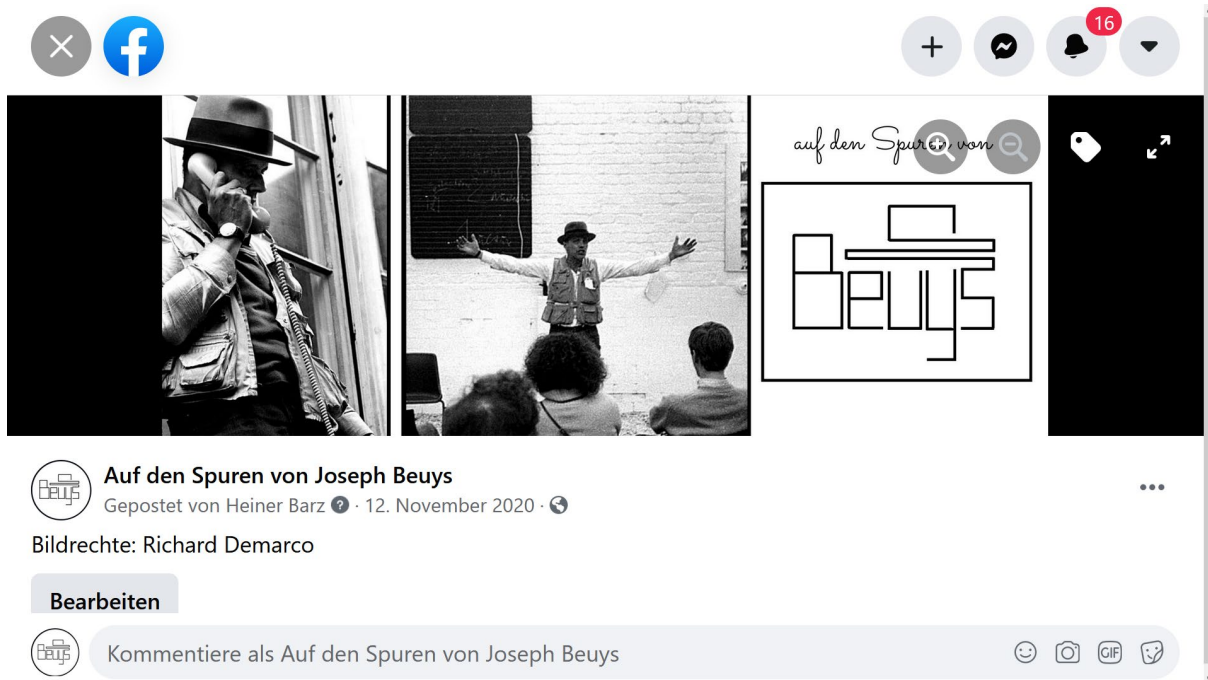 16
auf den Spuren von
Beuys
Auf den Spuren von Joseph Beuys
Gepostet von Heiner Barz ? · 12. November 2020 ·
Bildrechte: Richard Demarco
Bearbeiten
Beuys
Kommentiere als Auf den Spuren von Joseph Beuys
GIF